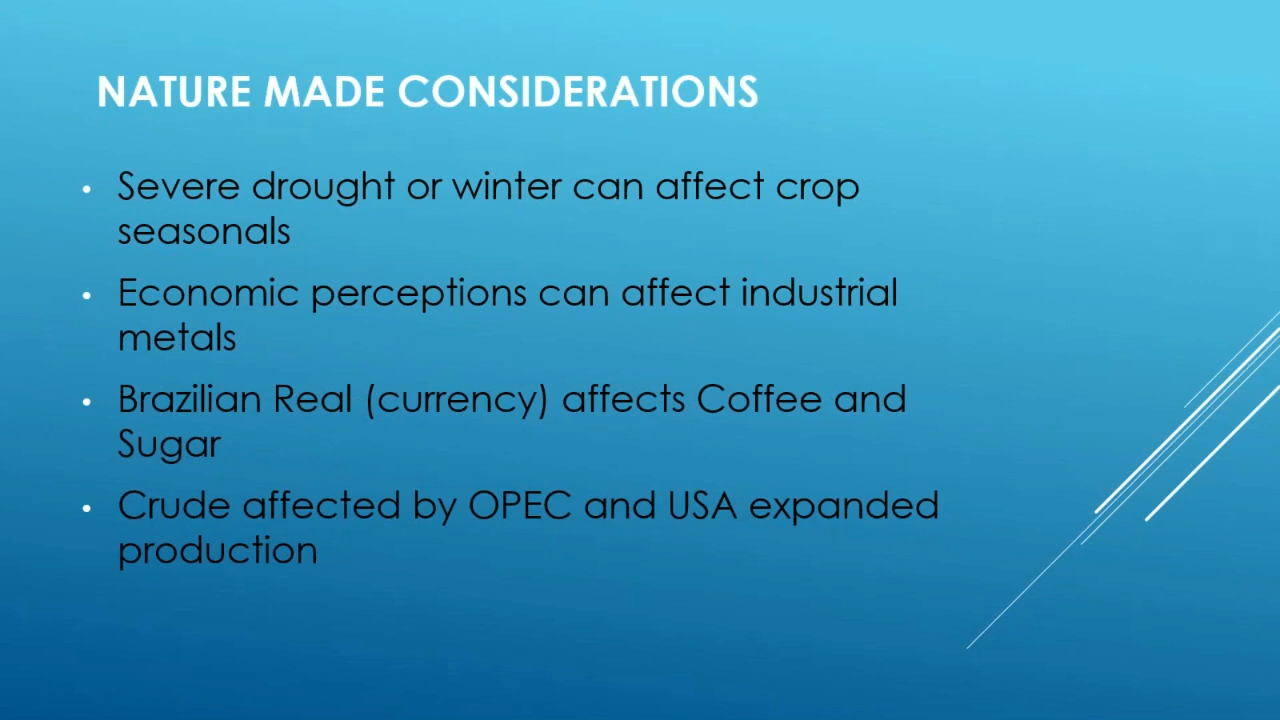 NATURE MADE CONSIDERATIONS
• Severe drought or winter can affect crop
seasonals
• Economic perceptions can affect industrial
metals
• Brazilian Real (currency) affects Coffee and
Sugar
• Crude affected by OPEC and USA expanded
production